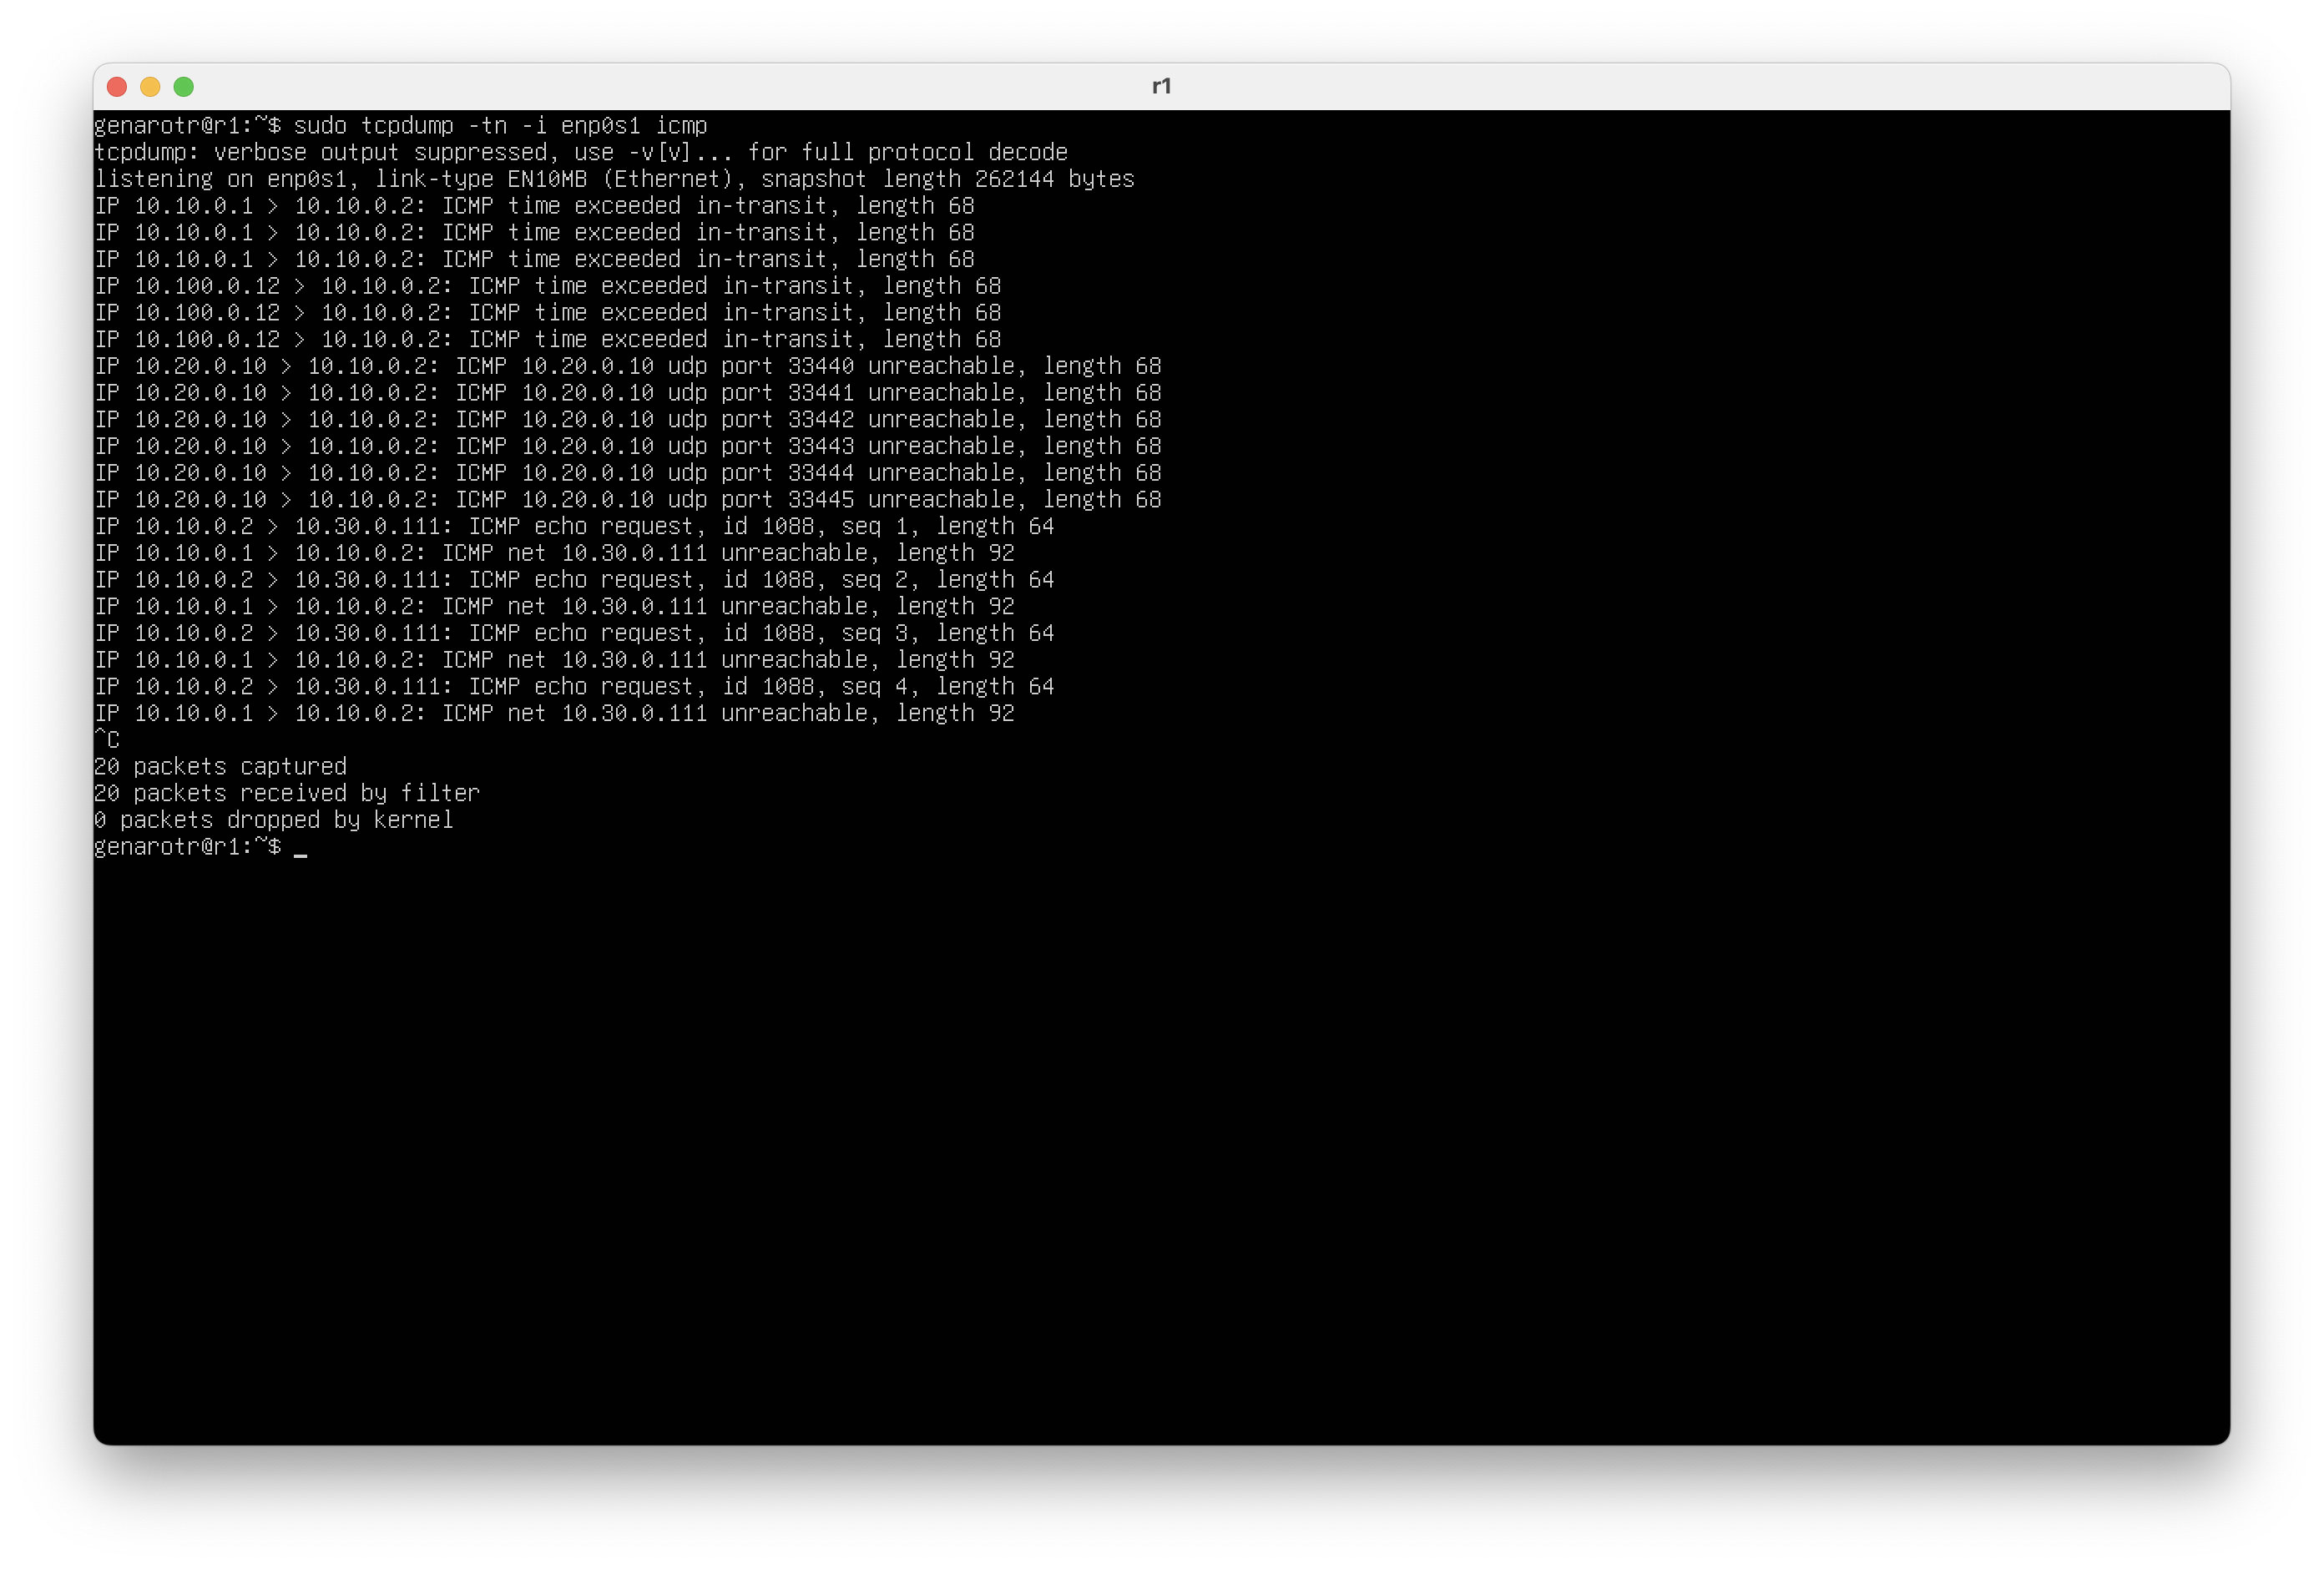 r1
genarotr@r1:~$ sudo tcpdump -tn -i enp0s1 icmp
tcpdump: verbose output suppressed, use -v[v]... for full protocol decode
listening on enp0s1, link-type EN10MB (Ethernet), snapshot length 262144 bytes
IP 10.10.0.1 > 10.10.0.2: ICMP time exceeded in-transit, length 68
IP 10.10.0.1 > 10.10.0.2: ICMP time exceeded in-transit, length 68
IP 10.10.0.1 > 10.10.0.2: ICMP time exceeded in-transit, length 68
IP 10.100.0.12 > 10.10.0.2: ICMP time exceeded in-transit, length 68
IP 10.100.0.12 > 10.10.0.2: ICMP time exceeded in-transit, length 68
IP 10.100.0.12 > 10.10.0.2: ICMP time exceeded in-transit, length 68
IP 10.20.0.10 > 10.10.0.2: ICMP 10.20.0.10 udp port 33440 unreachable, length 68
IP 10.20.0.10 > 10.10.0.2: ICMP 10.20.0.10 udp port 33441 unreachable, length 68
IP 10.20.0.10 > 10.10.0.2: ICMP 10.20.0.10 udp port 33442 unreachable, length 68
IP 10.20.0.10 > 10.10.0.2: ICMP 10.20.0.10 udp port 33443 unreachable, length 68
IP 10.20.0.10 > 10.10.0.2: ICMP 10.20.0.10 udp port 33444 unreachable, length 68
IP 10.20.0.10 > 10.10.0.2: ICMP 10.20.0.10 udp port 33445 unreachable, length 68
IP 10.10.0.2 > 10.30.0.111: ICMP echo request, id 1088, seq 1, length 64
IP 10.10.0.1 > 10.10.0.2: ICMP net 10.30.0.111 unreachable, length 92
IP 10.10.0.2 > 10.30.0.111: ICMP echo request, id 1088, seq 2, length 64
IP 10.10.0.1 > 10.10.0.2: ICMP net 10.30.0.111 unreachable, length 92
IP 10.10.0.2 > 10.30.0.111: ICMP echo request, id 1088, seq 3, length 64
IP 10.10.0.1 > 10.10.0.2: ICMP net 10.30.0.111 unreachable, length 92
IP 10.10.0.2 > 10.30.0.111: ICMP echo request, id 1088, seq 4, length 64
IP 10.10.0.1 > 10.10.0.2: ICMP net 10.30.0.111 unreachable, length 92
^C
20 packets captured
20 packets received by filter
0 packets dropped by kernel
genarotr@r1:~$ _